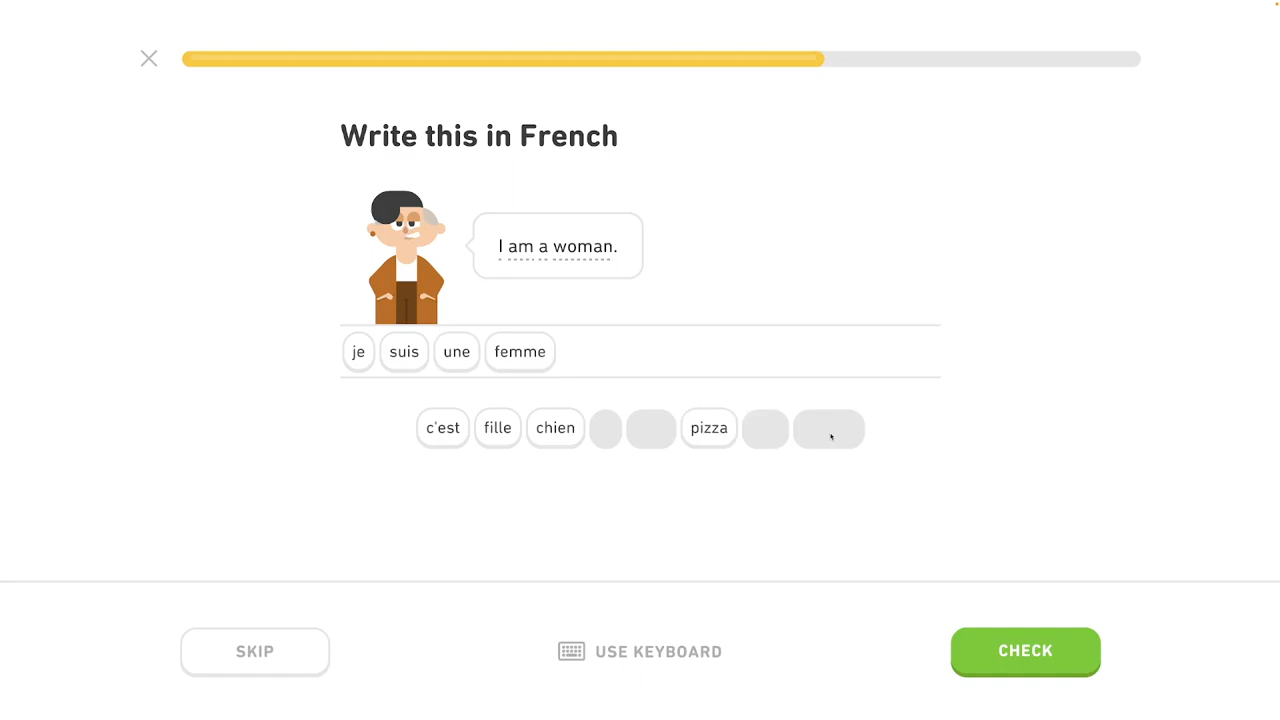 Write this in French
I am a woman.
je suis une femme
c'est fille chien pizza
SKIP USE KEYBOARD CHECK